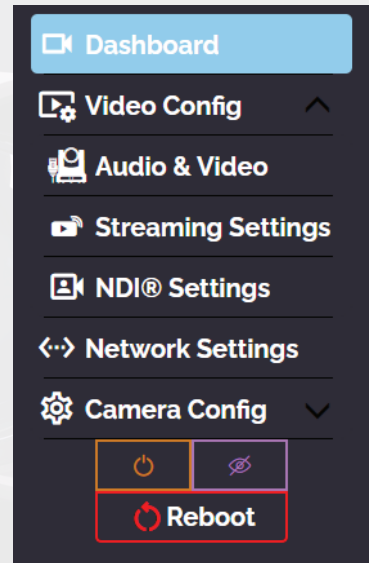 Dashboard
Video Config
Audio & Video
Streaming Settings
NDI® Settings
Network Settings
Camera Config
Reboot